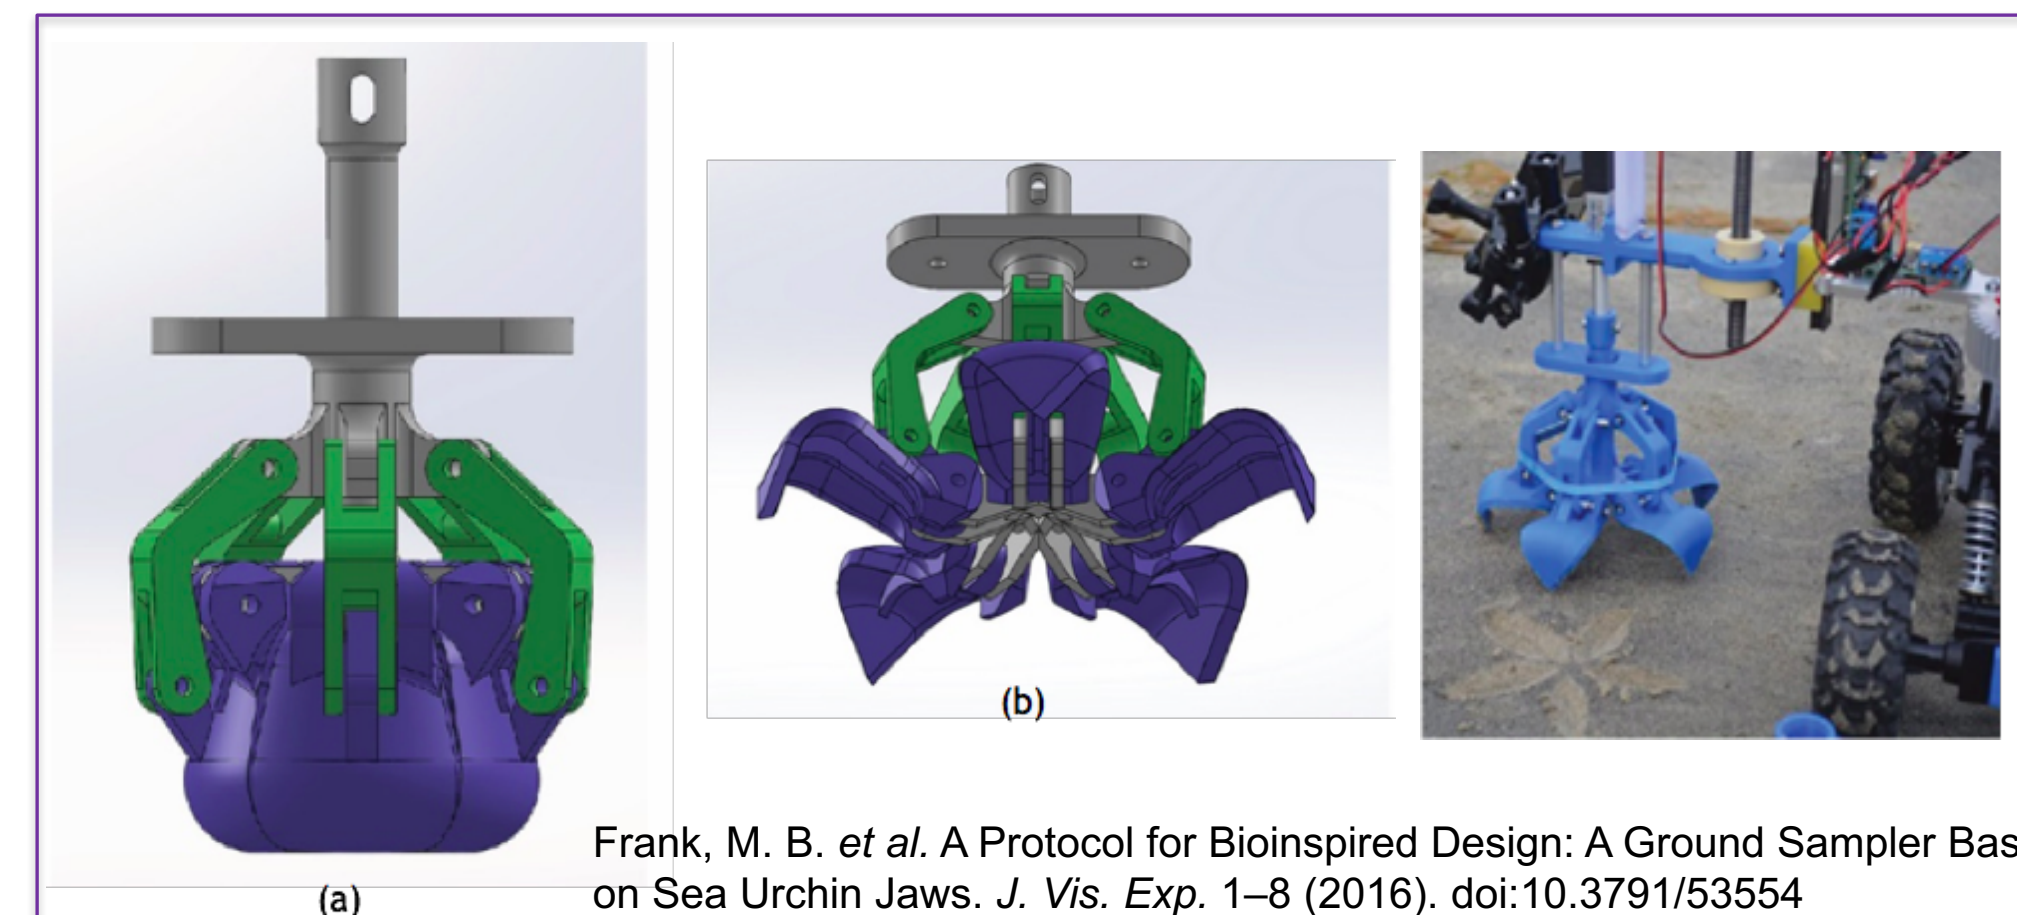 (a)
(b)
Frank, M. B. et al. A Protocol for Bioinspired Design: A Ground Sampler Bas
on Sea Urchin Jaws. J. Vis. Exp. 1–8 (2016). doi:10.3791/53554